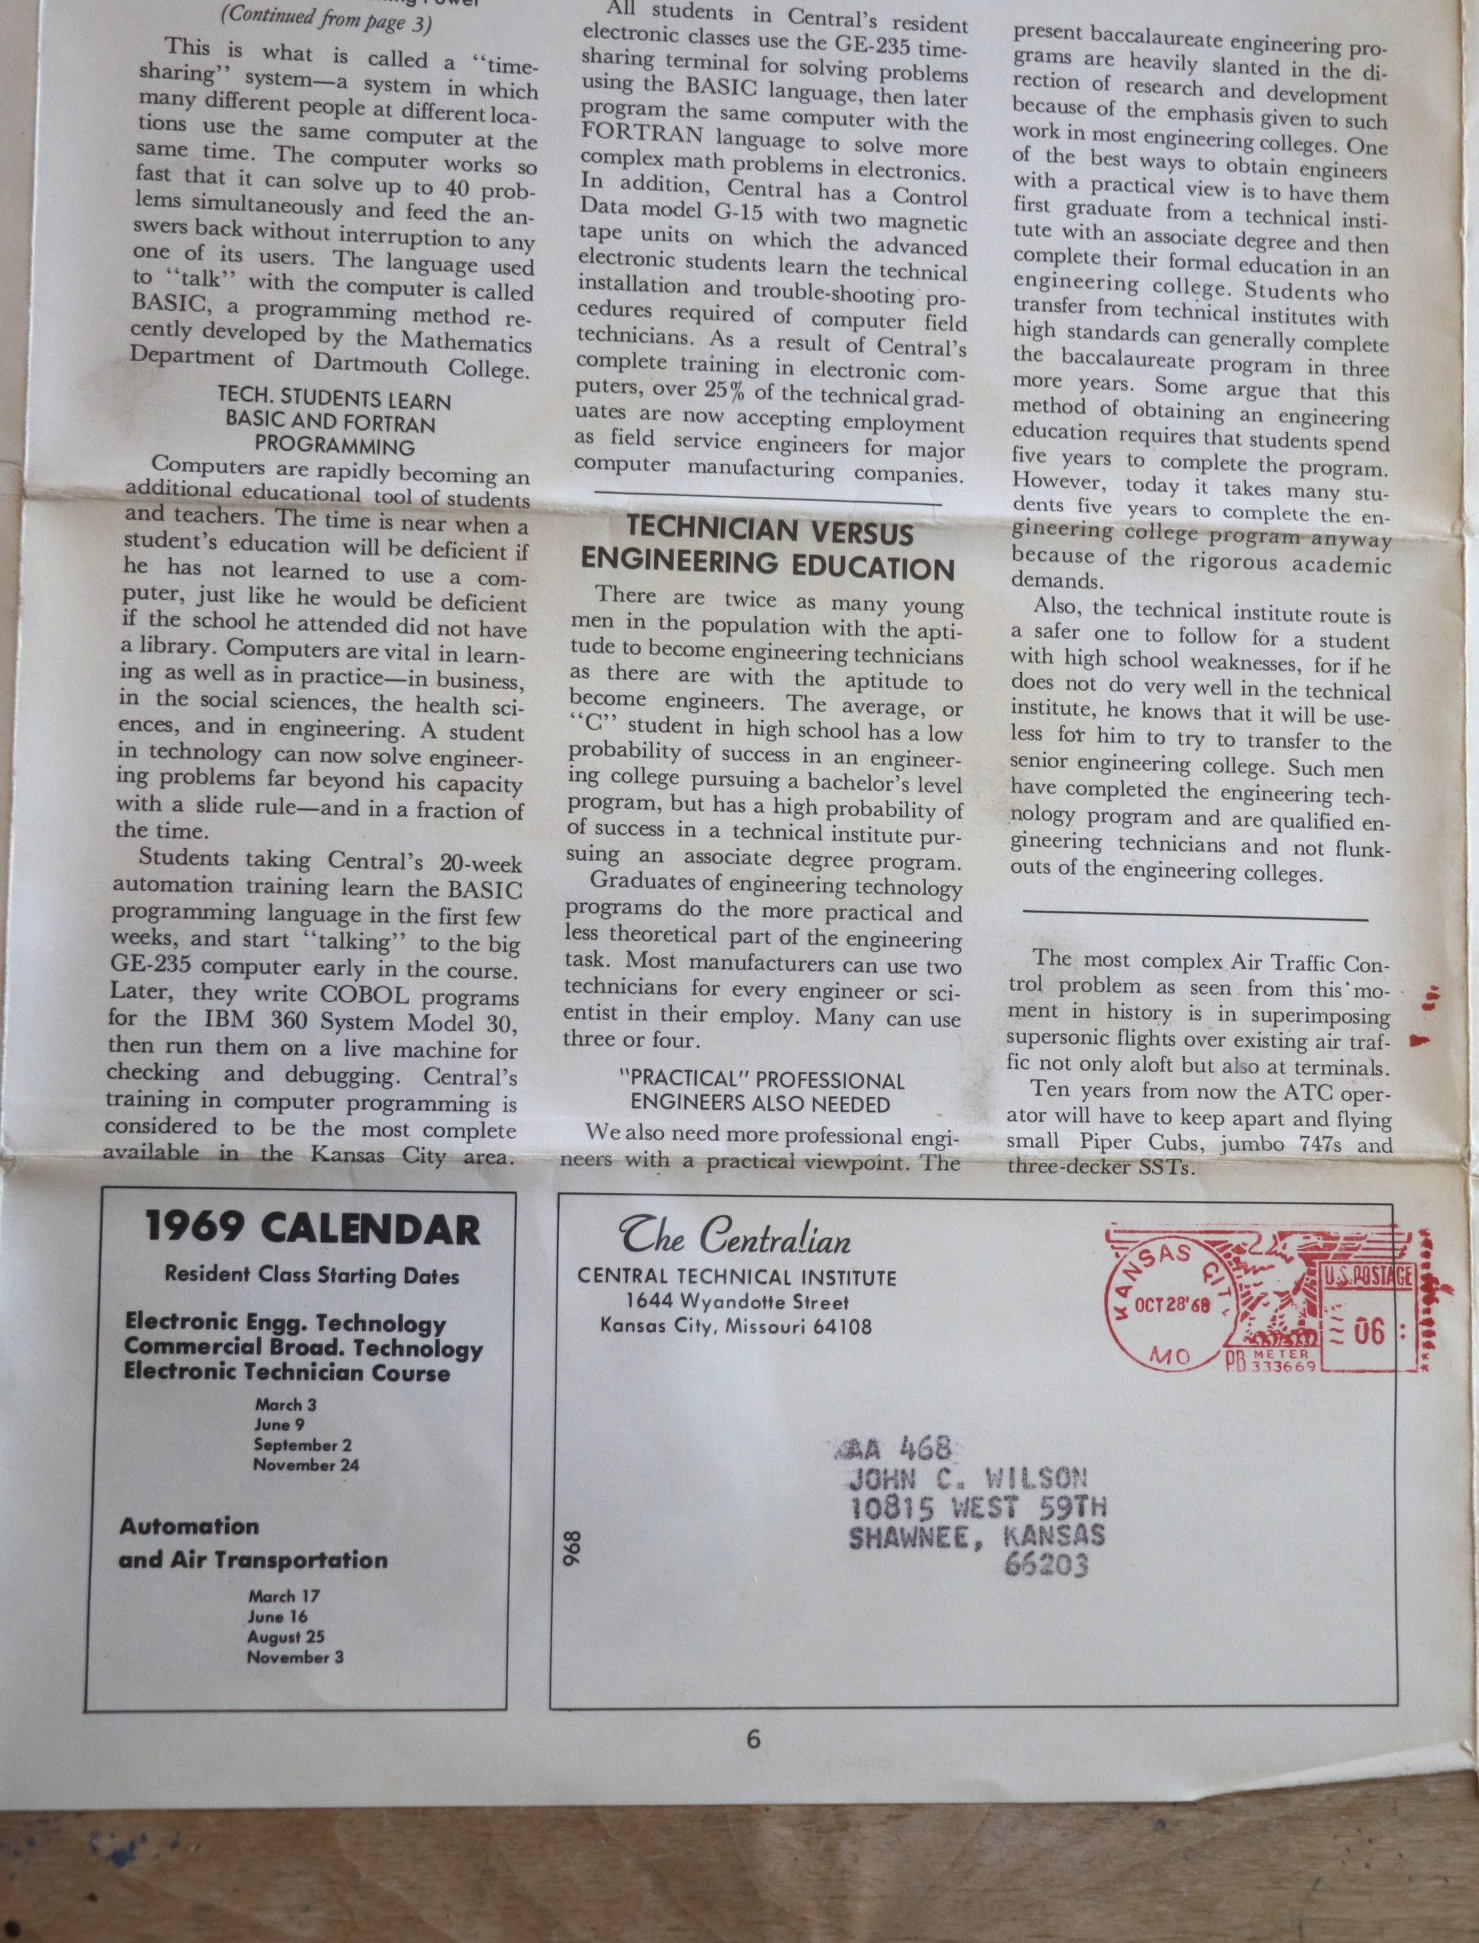 (Continued from page 3)
This is what is called a “time-
sharing” system—a system in which
many different people at different loca-
tions use the same computer at the
same time. The computer works so
fast that it can solve up to 40 prob-
lems simultaneously and feed the an-
swers back without interruption to any
one of its users. The language used
to “talk” with the computer is called
BASIC, a programming method re-
cently developed by the Mathematics
Department of Dartmouth College.
TECH. STUDENTS LEARN
BASIC AND FORTRAN
PROGRAMMING
Computers are rapidly becoming an
additional educational tool of students
and teachers. The time is near when a
student’s education will be deficient if
he has not learned to use a com-
puter, just like he would be deficient
if the school he attended did not have
a library. Computers are vital in learn-
ing as well as in practice—in business,
in the social sciences, the health sci-
ences, and in engineering. A student
in technology can now solve engineer-
ing problems far beyond his capacity
with a slide rule—and in a fraction of
the time.
Students taking Central’s 20-week
automation training learn the BASIC
programming language in the first few
weeks, and start “talking” to the big
GE-235 computer early in the course.
Later, they write COBOL programs
for the IBM 360 System Model 30,
then run them on a live machine for
checking and debugging. Central’s
training in computer programming is
considered to be the most complete
available in the Kansas City area.
All students in Central’s resident
electronic classes use the GE-235 time-
sharing terminal for solving problems
using the BASIC language, then later
program the same computer with the
FORTRAN language to solve more
complex math problems in electronics.
In addition, Central has a Control
Data model G-15 with two magnetic
tape units on which the advanced
electronic students learn the technical
installation and trouble-shooting pro-
cedures required of computer field
technicians. As a result of Central’s
complete training in electronic com-
puters, over 25% of the technical grad-
uates are now accepting employment
as field service engineers for major
computer manufacturing companies.
TECHNICIAN VERSUS
ENGINEERING EDUCATION
There are twice as many young
men in the population with the apti-
tude to become engineering technicians
as there are with the aptitude to
become engineers. The average, or
“C” student in high school has a low
probability of success in an engineer-
ing college pursuing a bachelor’s level
program, but has a high probability of
of success in a technical institute pur-
suing an associate degree program.
Graduates of engineering technology
programs do the more practical and
less theoretical part of the engineering
task. Most manufacturers can use two
technicians for every engineer or sci-
entist in their employ. Many can use
three or four.
“PRACTICAL” PROFESSIONAL
ENGINEERS ALSO NEEDED
We also need more professional engi-
neers with a practical viewpoint. The
present baccalaureate engineering pro-
grams are heavily slanted in the di-
rection of research and development
because of the emphasis given to such
work in most engineering colleges. One
of the best ways to obtain engineers
with a practical view is to have them
first graduate from a technical insti-
tute with an associate degree and then
complete their formal education in an
engineering college. Students who
transfer from technical institutes with
high standards can generally complete
the baccalaureate program in three
more years. Some argue that this
method of obtaining an engineering
education requires that students spend
five years to complete the program.
However, today it takes many stu-
dents five years to complete the en-
gineering college program anyway
because of the rigorous academic
demands.
Also, the technical institute route is
a safer one to follow for a student
with high school weaknesses, for if he
does not do very well in the technical
institute, he knows that it will be use-
less for him to try to transfer to the
senior engineering college. Such men
have completed the engineering tech-
nology program and are qualified en-
gineering technicians and not flunk-
outs of the engineering colleges.
The most complex Air Traffic Con-
trol problem as seen from this mo-
ment in history is in superimposing
supersonic flights over existing air traf-
fic not only aloft but also at terminals.
Ten years from now the ATC oper-
ator will have to keep apart and flying
small Piper Cubs, jumbo 747s and
three-decker SSTs.
1969 CALENDAR
Resident Class Starting Dates
Electronic Engg. Technology
Commercial Broad. Technology
Electronic Technician Course
March 3
June 9
September 2
November 24
Automation
and Air Transportation
March 17
June 16
August 25
November 3
The Centralian
CENTRAL TECHNICAL INSTITUTE
1644 Wyandotte Street
Kansas City, Missouri 64108
KANSAS CITY
OCT 28'68
MO
U.S. POSTAGE
06
PB METER
333669
968
AA 468
JOHN C. WILSON
10815 WEST 59TH
SHAWNEE, KANSAS
66203
6